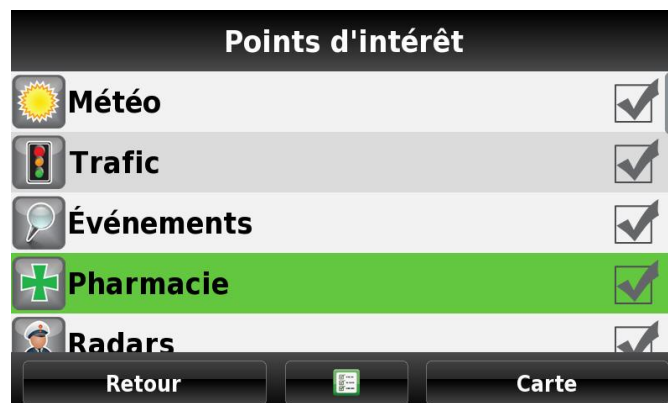 Points d'intérêt
Météo
Trafic
Événements
Pharmacie
Radars
Retour
Carte